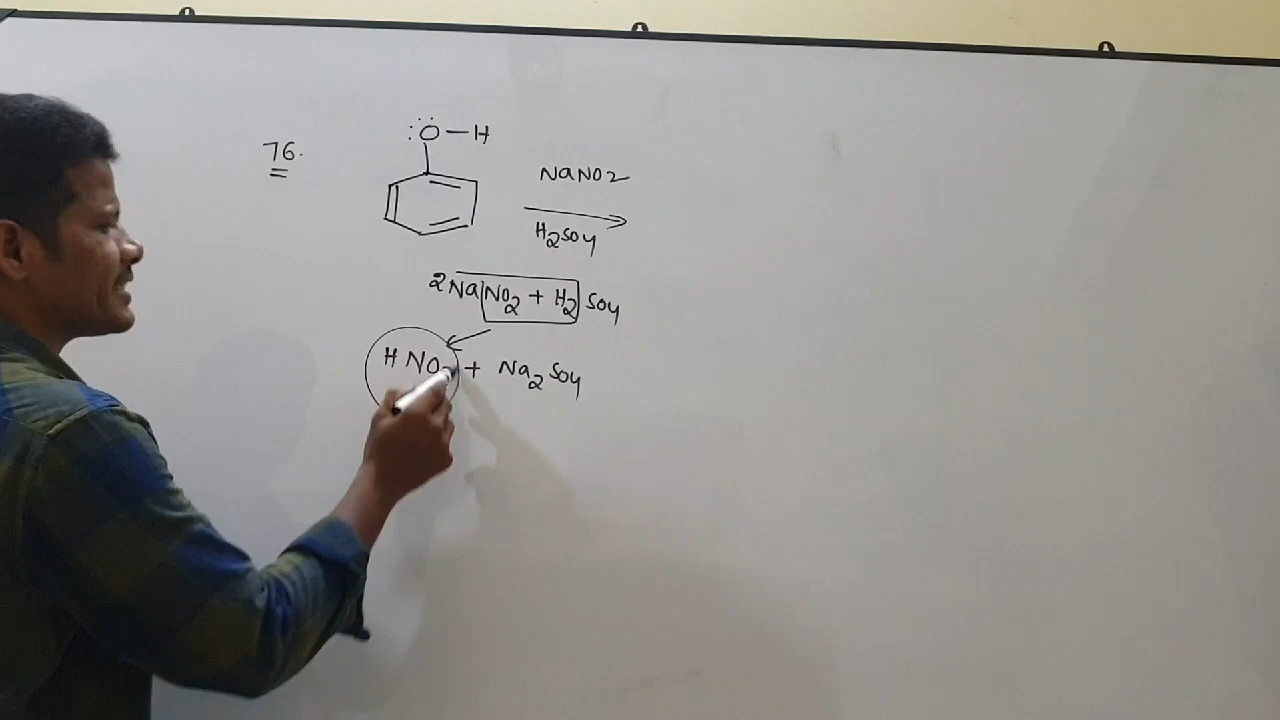 76.
:Ö—H
NaNO2
H2SO4
2NaNO2 + H2SO4
HNO2 + Na2SO4